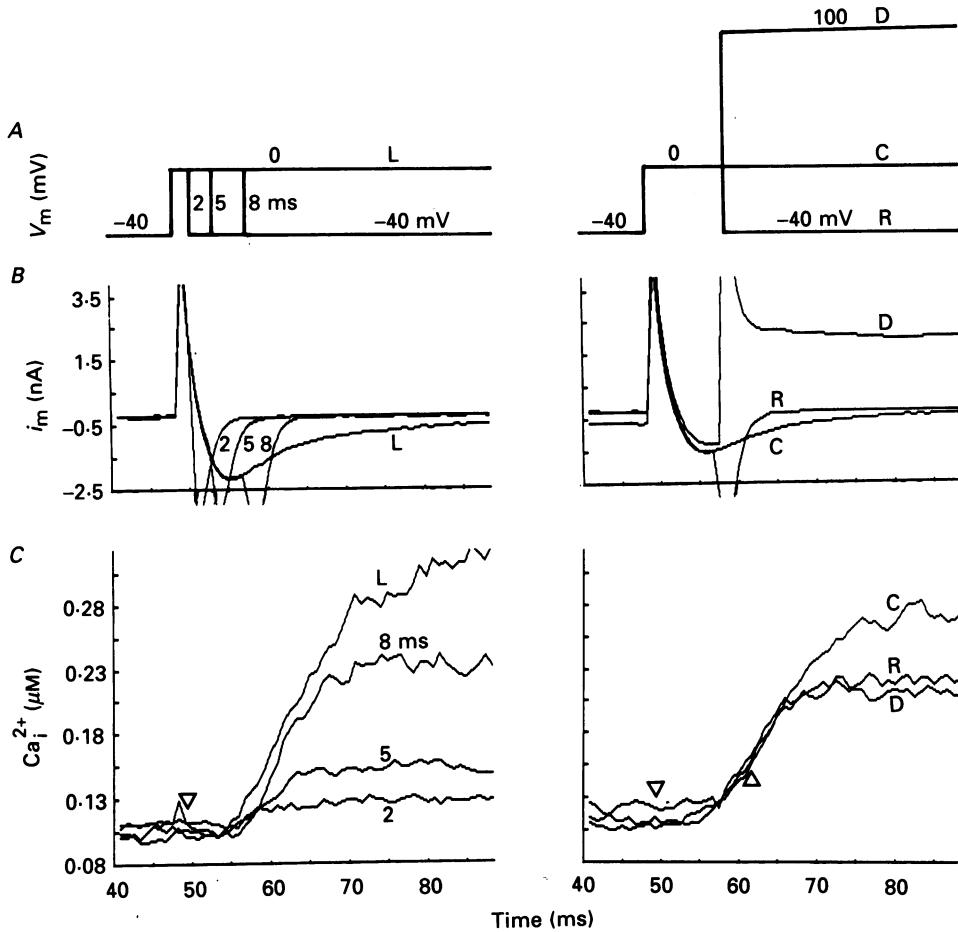 100 D
A
0 L
0 C
Vm (mV)
-40
2 5 8 ms
-40 mV
-40
-40 mV R
B
3·5
1·5
-0·5
-2·5
im (nA)
2 5 8
L
D
R
C
C
0·28
0·23
0·18
0·13
0·08
Ca2+i (μM)
L
8 ms
5
2
C
R
D
40 50 60 70 80
40 50 60 70 80
Time (ms)